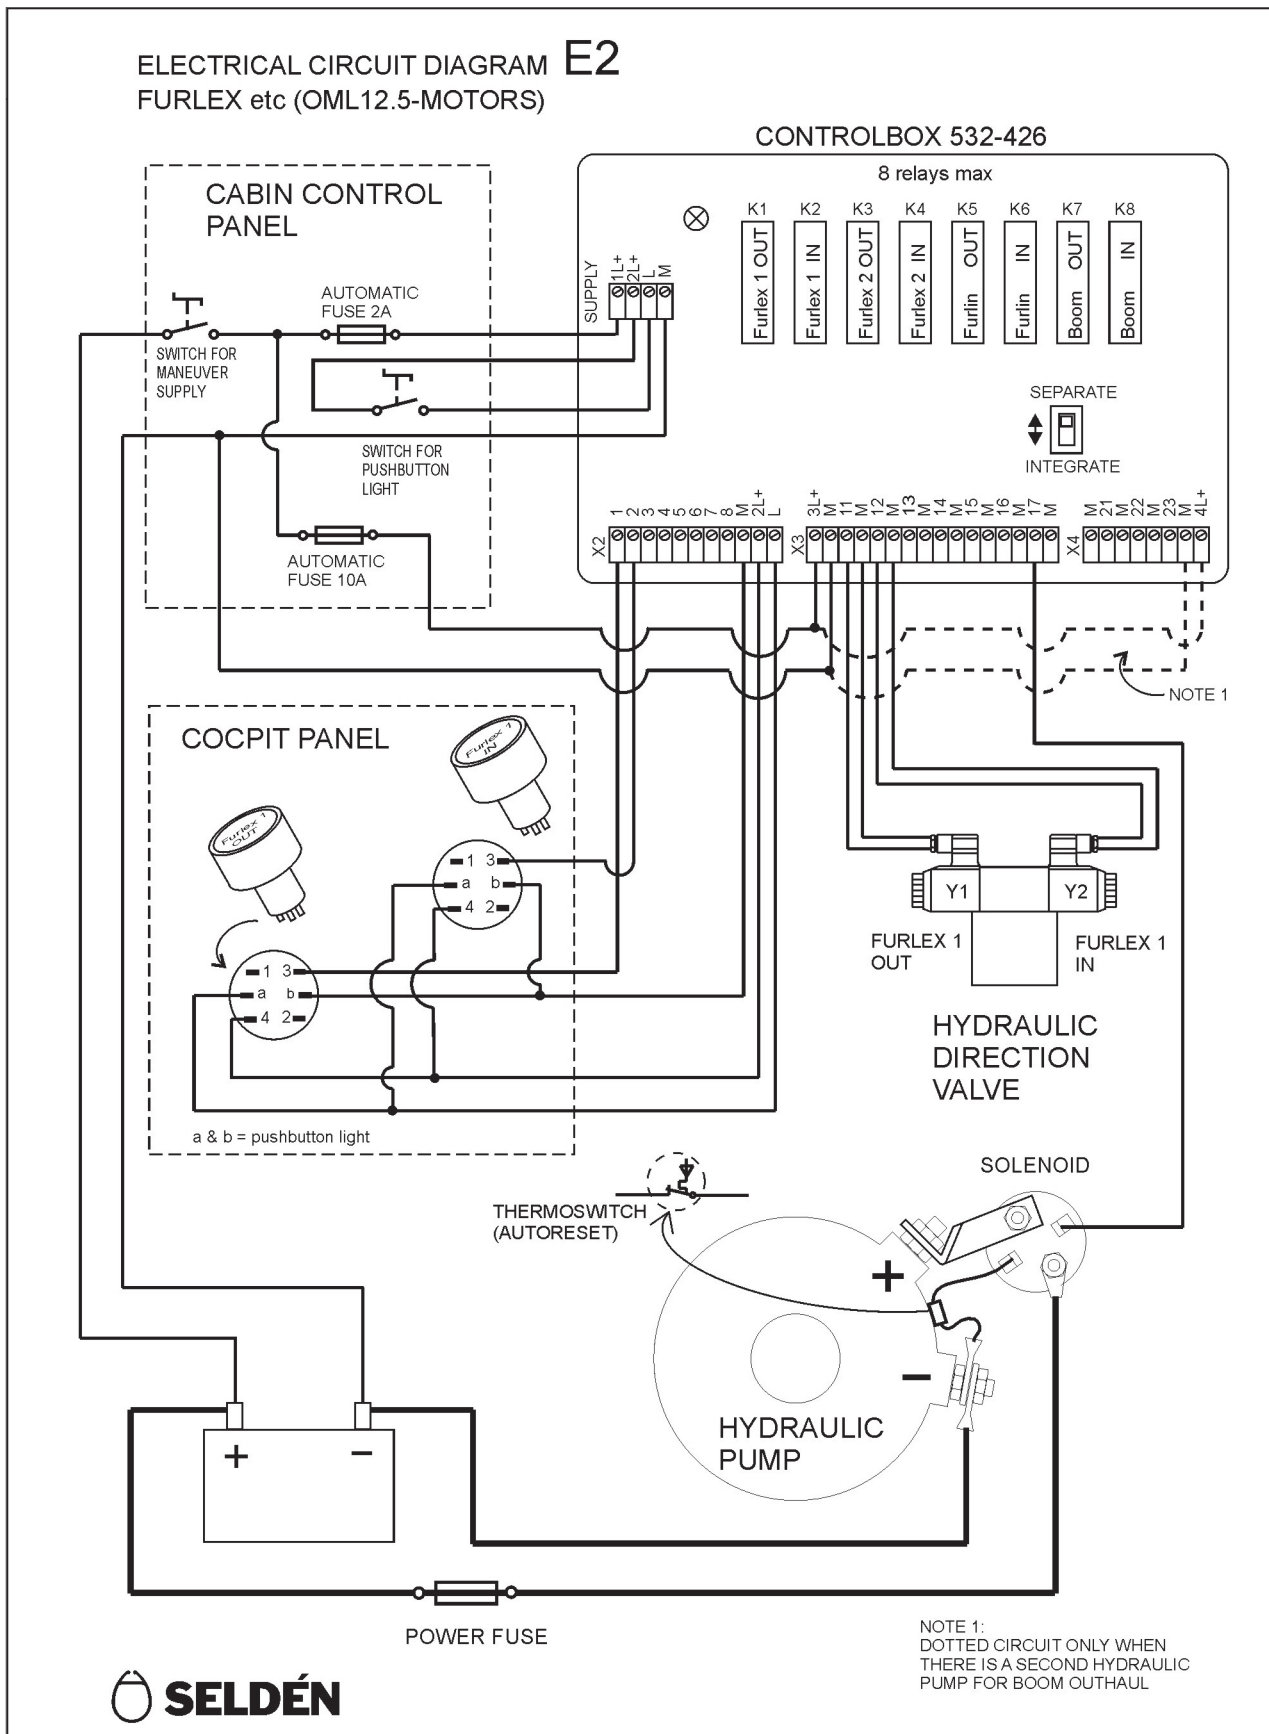 ELECTRICAL CIRCUIT DIAGRAM E2
FURLEX etc (OML12.5-MOTORS)
CONTROLBOX 532-426
8 relays max
CABIN CONTROL
PANEL
K1 K2 K3 K4 K5 K6 K7 K8
Furlex 1 OUT
Furlex 1 IN
Furlex 2 OUT
Furlex 2 IN
Furlin OUT
Furlin IN
Boom OUT
Boom IN
SUPPLY
1L+
2L+
L
M
AUTOMATIC
FUSE 2A
SWITCH FOR
MANEUVER
SUPPLY
SEPARATE
INTEGRATE
SWITCH FOR
PUSHBUTTON
LIGHT
AUTOMATIC
FUSE 10A
X2
1 2 3 4 5 6 7 8 M 2L+ L
X3
3L+ M 11 M 12 M 13 M 14 M 15 M 16 M 17 M
X4
M 21 M 22 M 23 M 4L+
NOTE 1
COCPIT PANEL
Furlex 1
IN
Furlex 1
OUT
1 3
a b
4 2
1 3
a b
4 2
a & b = pushbutton light
Y1 Y2
FURLEX 1
OUT
FURLEX 1
IN
HYDRAULIC
DIRECTION
VALVE
SOLENOID
THERMOSWITCH
(AUTORESET)
+
−
HYDRAULIC
PUMP
+ −
POWER FUSE
NOTE 1:
DOTTED CIRCUIT ONLY WHEN
THERE IS A SECOND HYDRAULIC
PUMP FOR BOOM OUTHAUL
SELDÉN